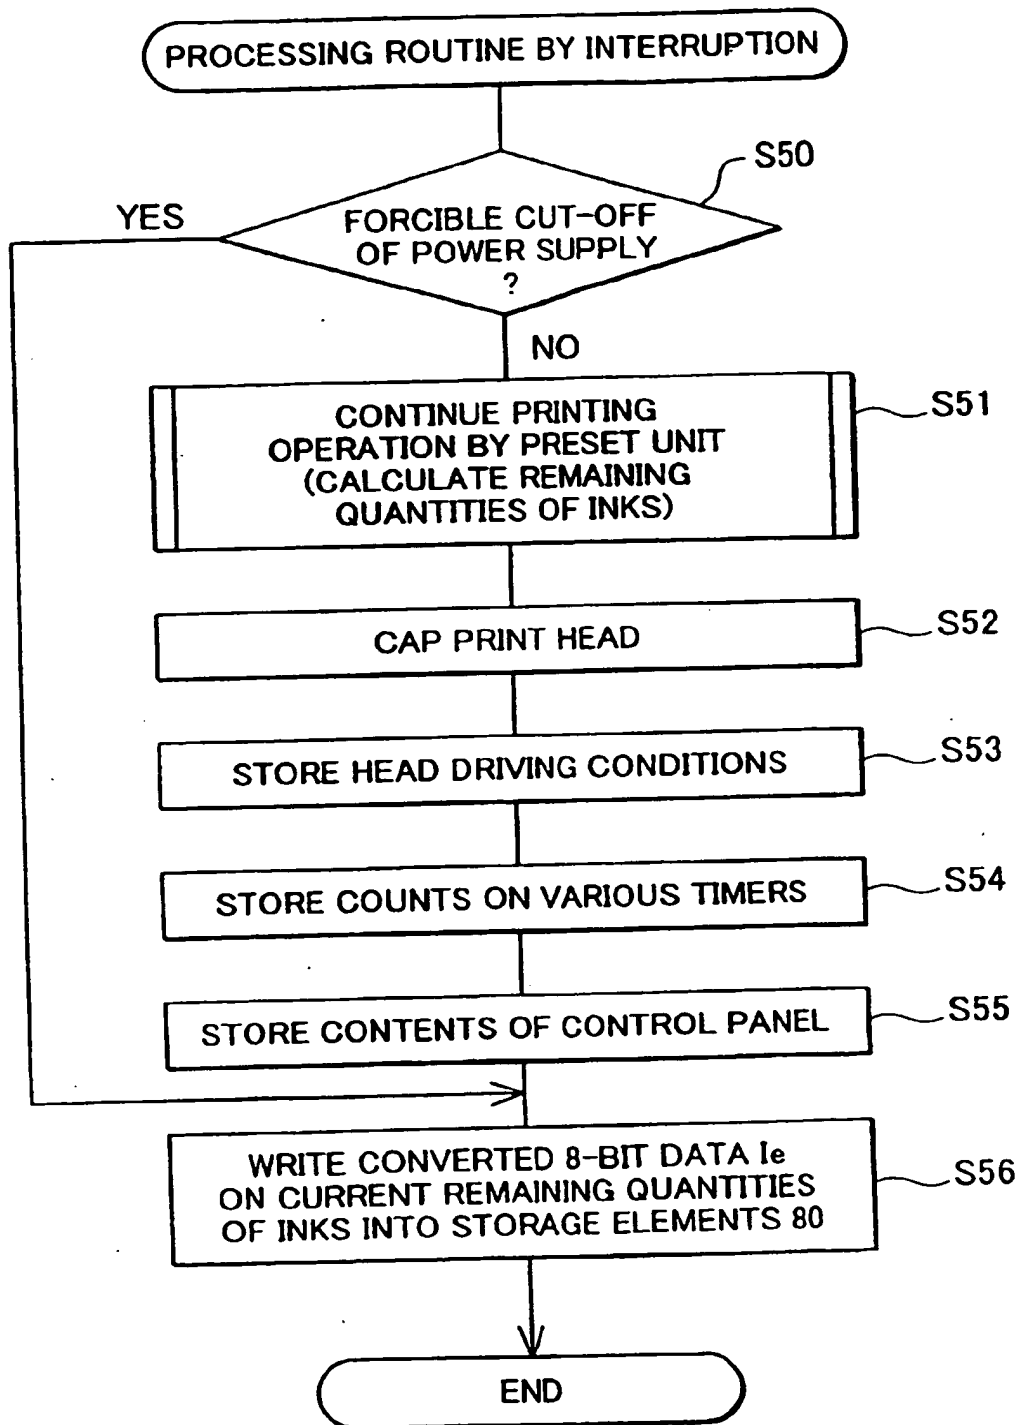 PROCESSING ROUTINE BY INTERRUPTION
S50
YES
FORCIBLE CUT-OFF
OF POWER SUPPLY
?
NO
S51
CONTINUE PRINTING
OPERATION BY PRESET UNIT
(CALCULATE REMAINING
QUANTITIES OF INKS)
S52
CAP PRINT HEAD
S53
STORE HEAD DRIVING CONDITIONS
S54
STORE COUNTS ON VARIOUS TIMERS
S55
STORE CONTENTS OF CONTROL PANEL
S56
WRITE CONVERTED 8-BIT DATA Ie
ON CURRENT REMAINING QUANTITIES
OF INKS INTO STORAGE ELEMENTS 80
END